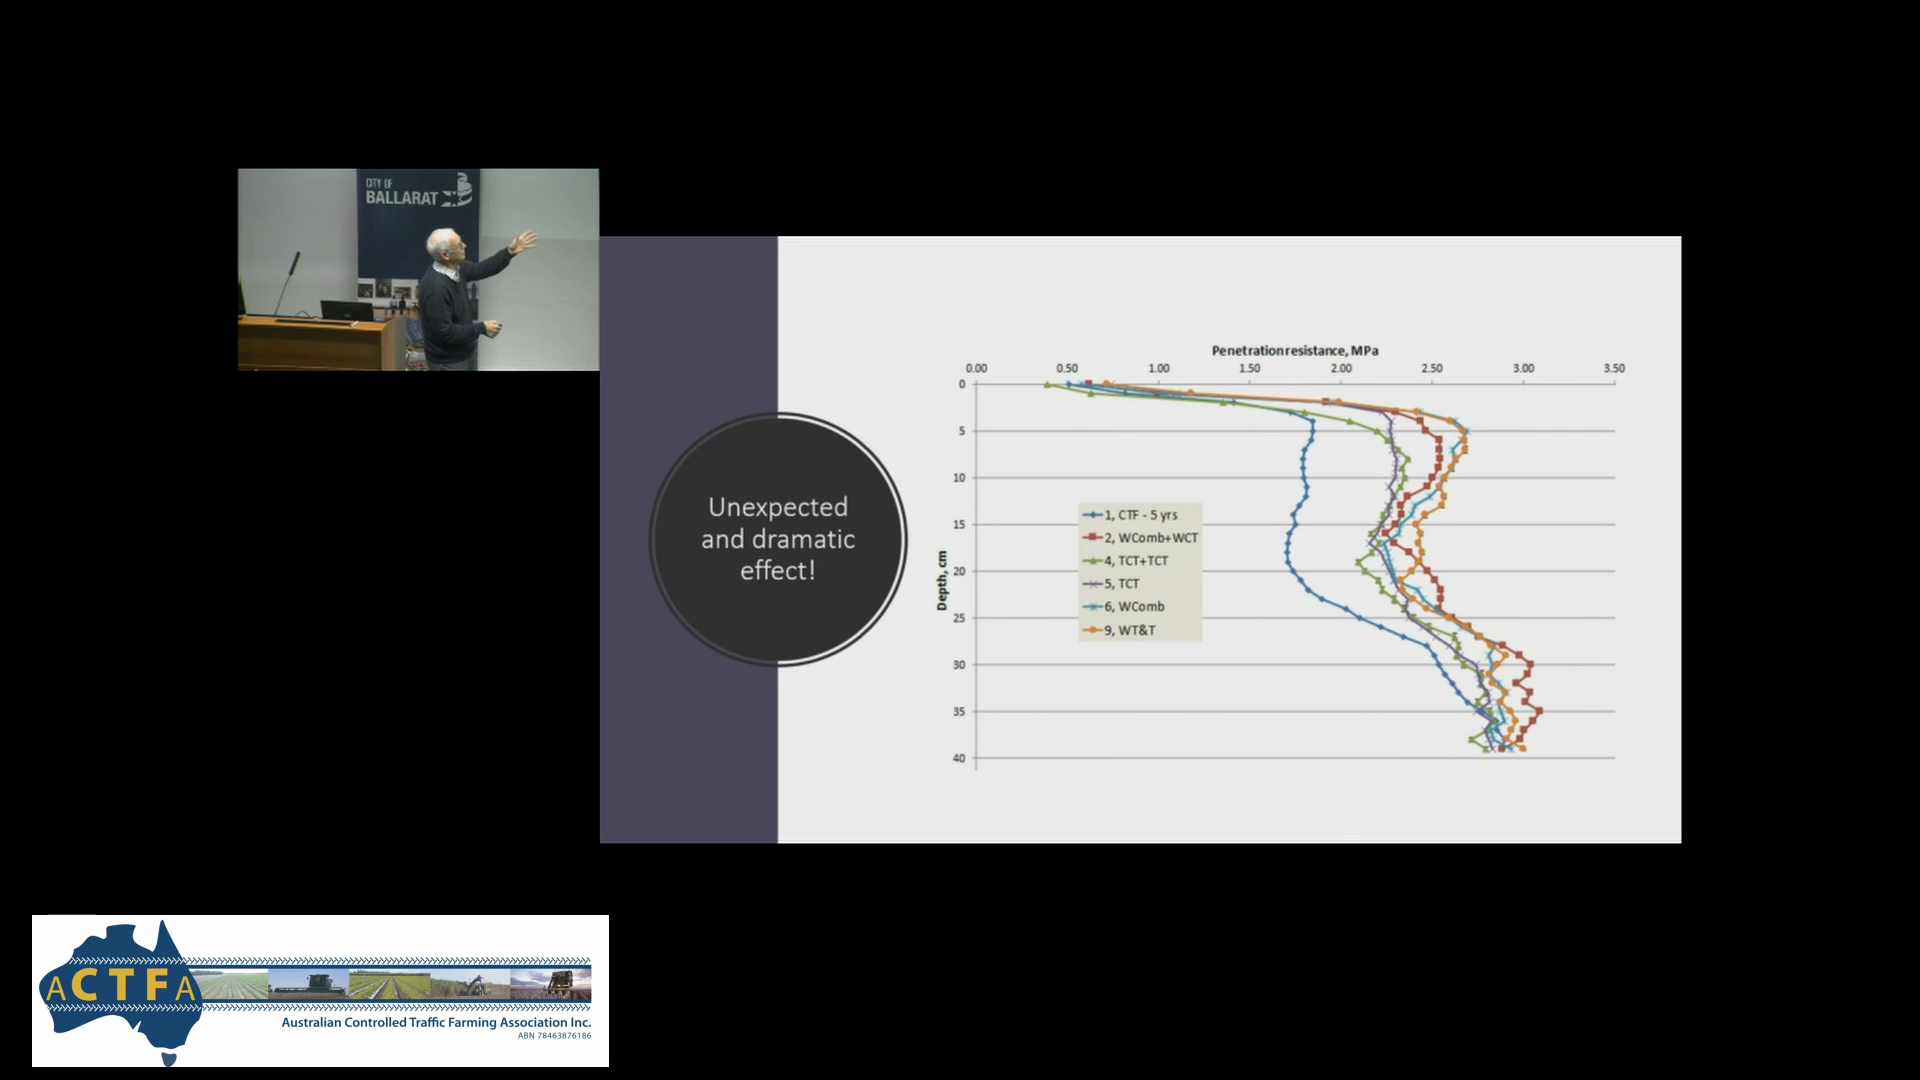 CITY OF
BALLARAT
Unexpected
and dramatic
effect!
Penetration resistance, MPa
0.00 0.50 1.00 1.50 2.00 2.50 3.00 3.50
0
5
10
15
20
25
30
35
40
Depth, cm
1, CTF - 5 yrs
2, WComb+WCT
4, TCT+TCT
5, TCT
6, WComb
9, WT&T
ACTFA
Australian Controlled Traffic Farming Association Inc.
ABN 78463876186